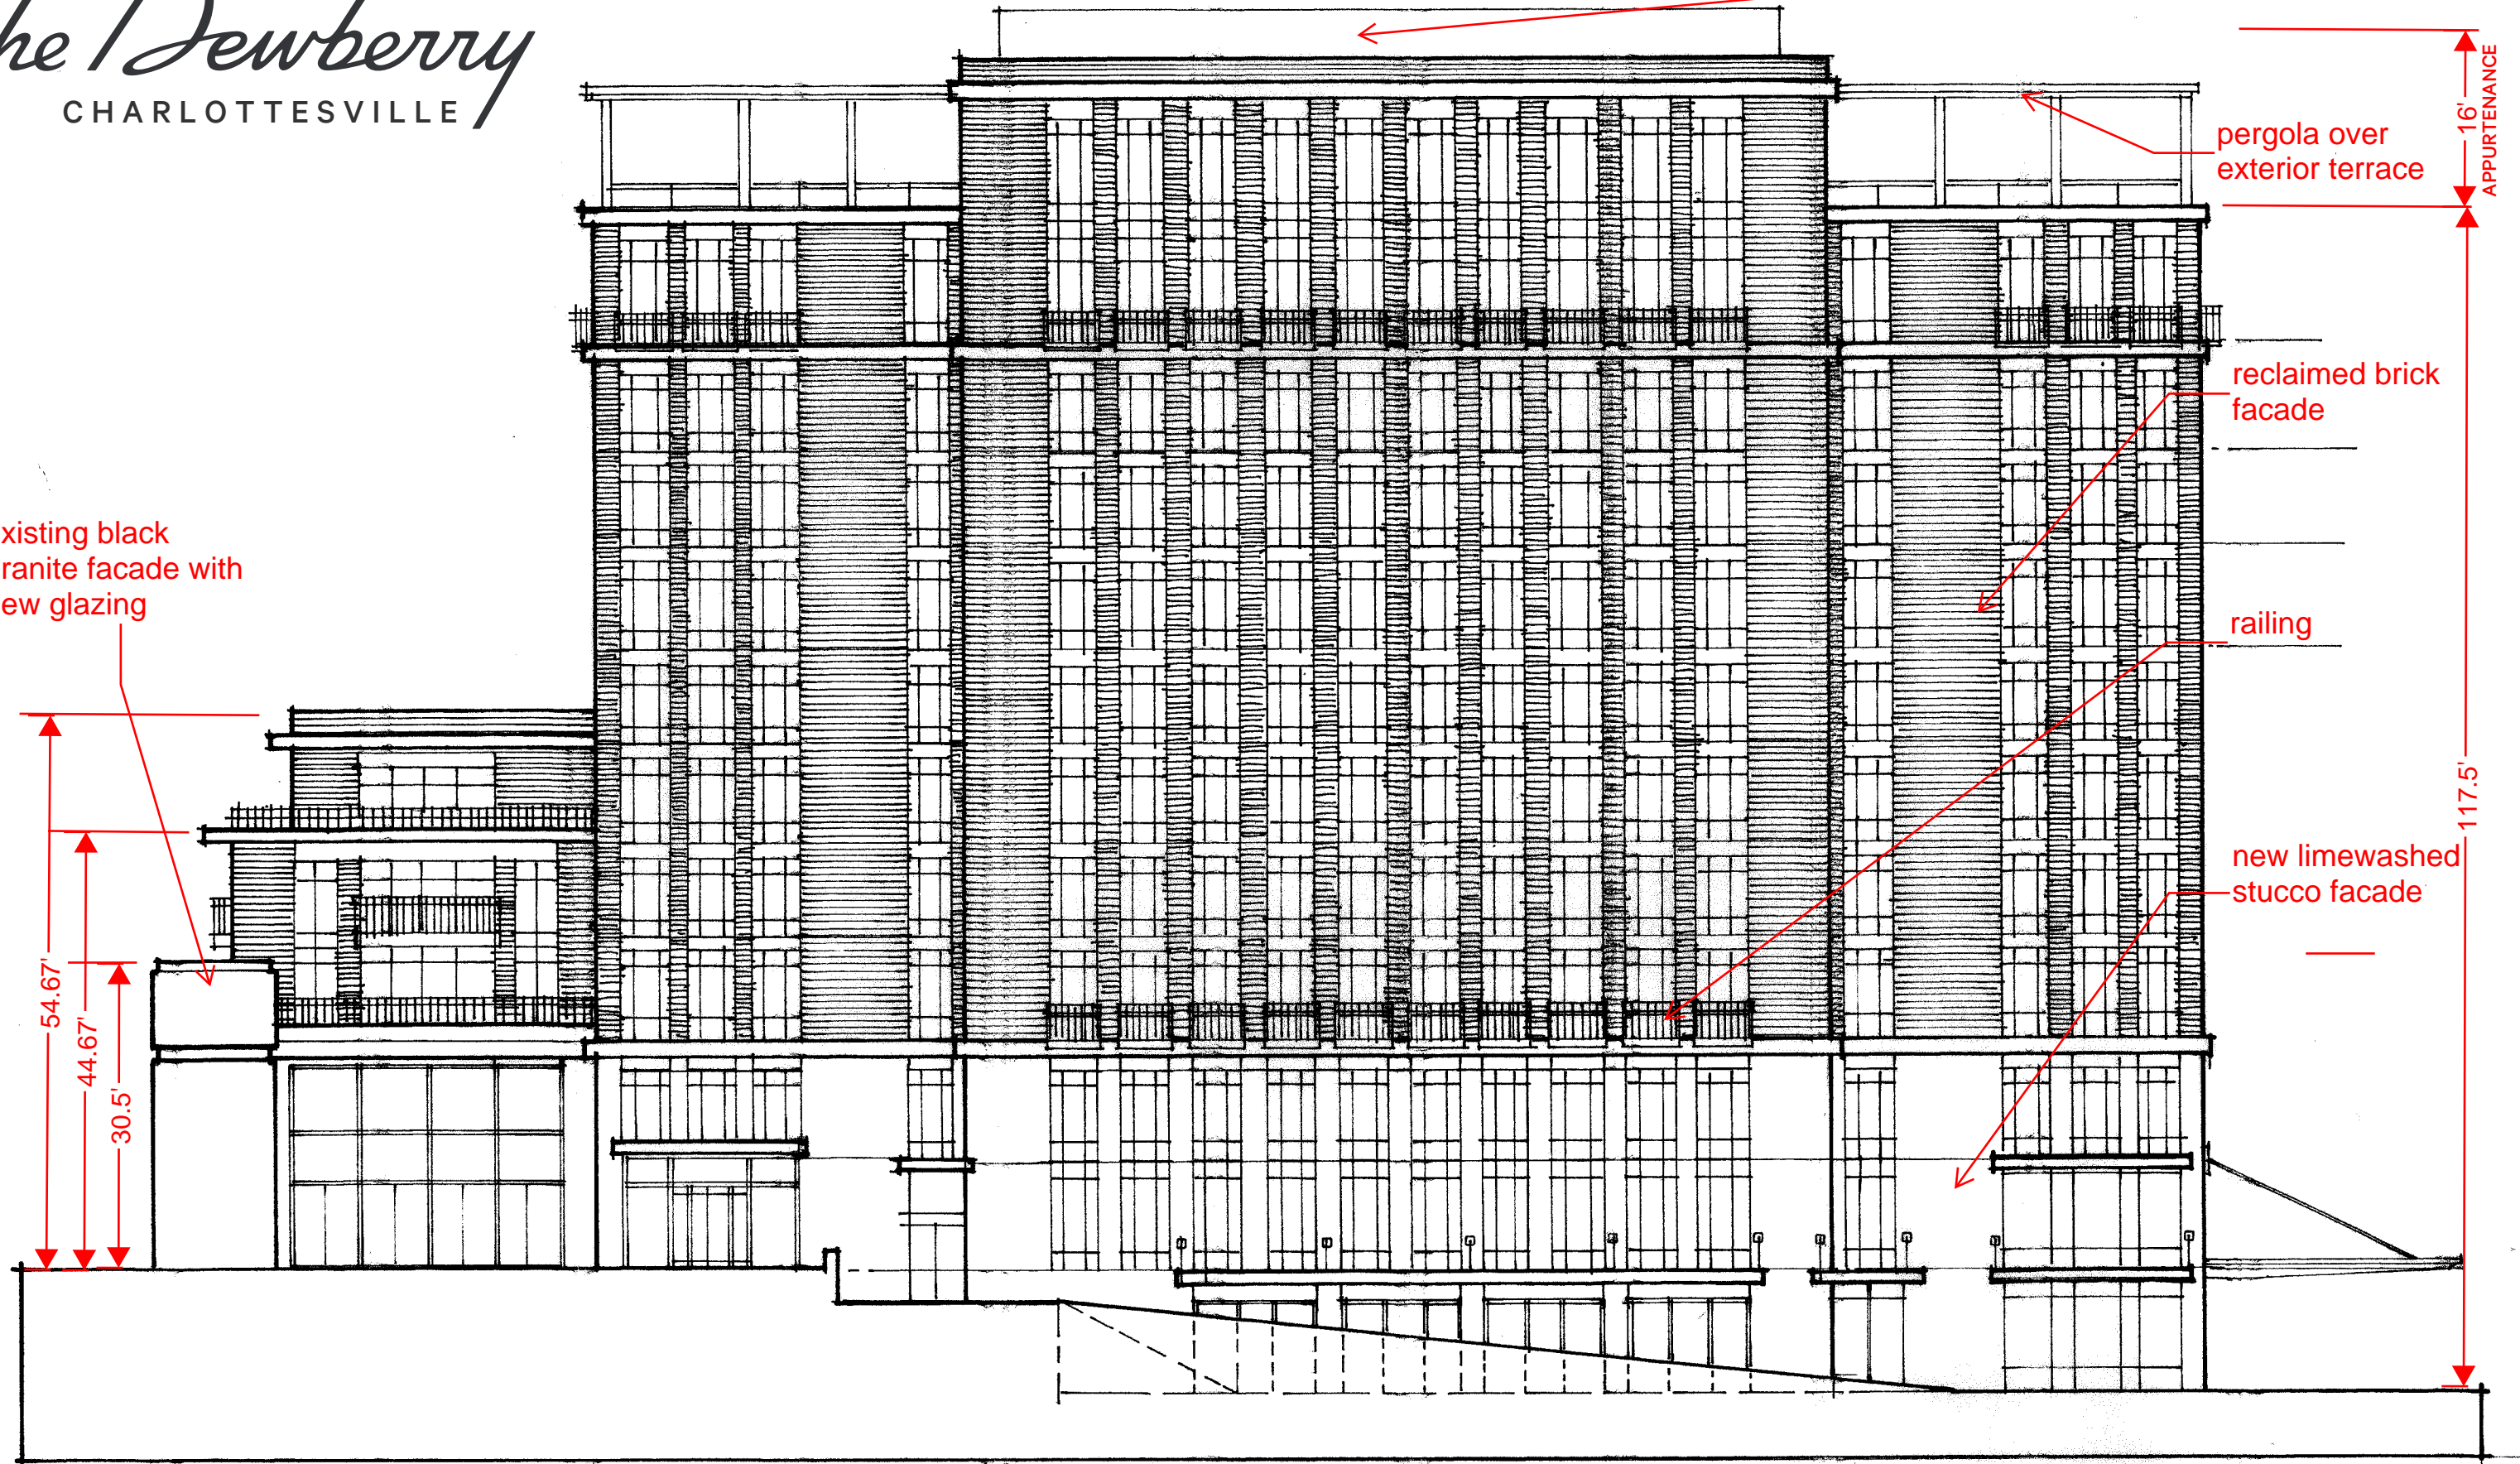 he Dewberry
CHARLOTTESVILLE
16'
APPURTENANCE
pergola over
exterior terrace
reclaimed brick
facade
xisting black
ranite facade with
ew glazing
railing
117.5'
new limewashed
stucco facade
54.67'
44.67'
30.5'